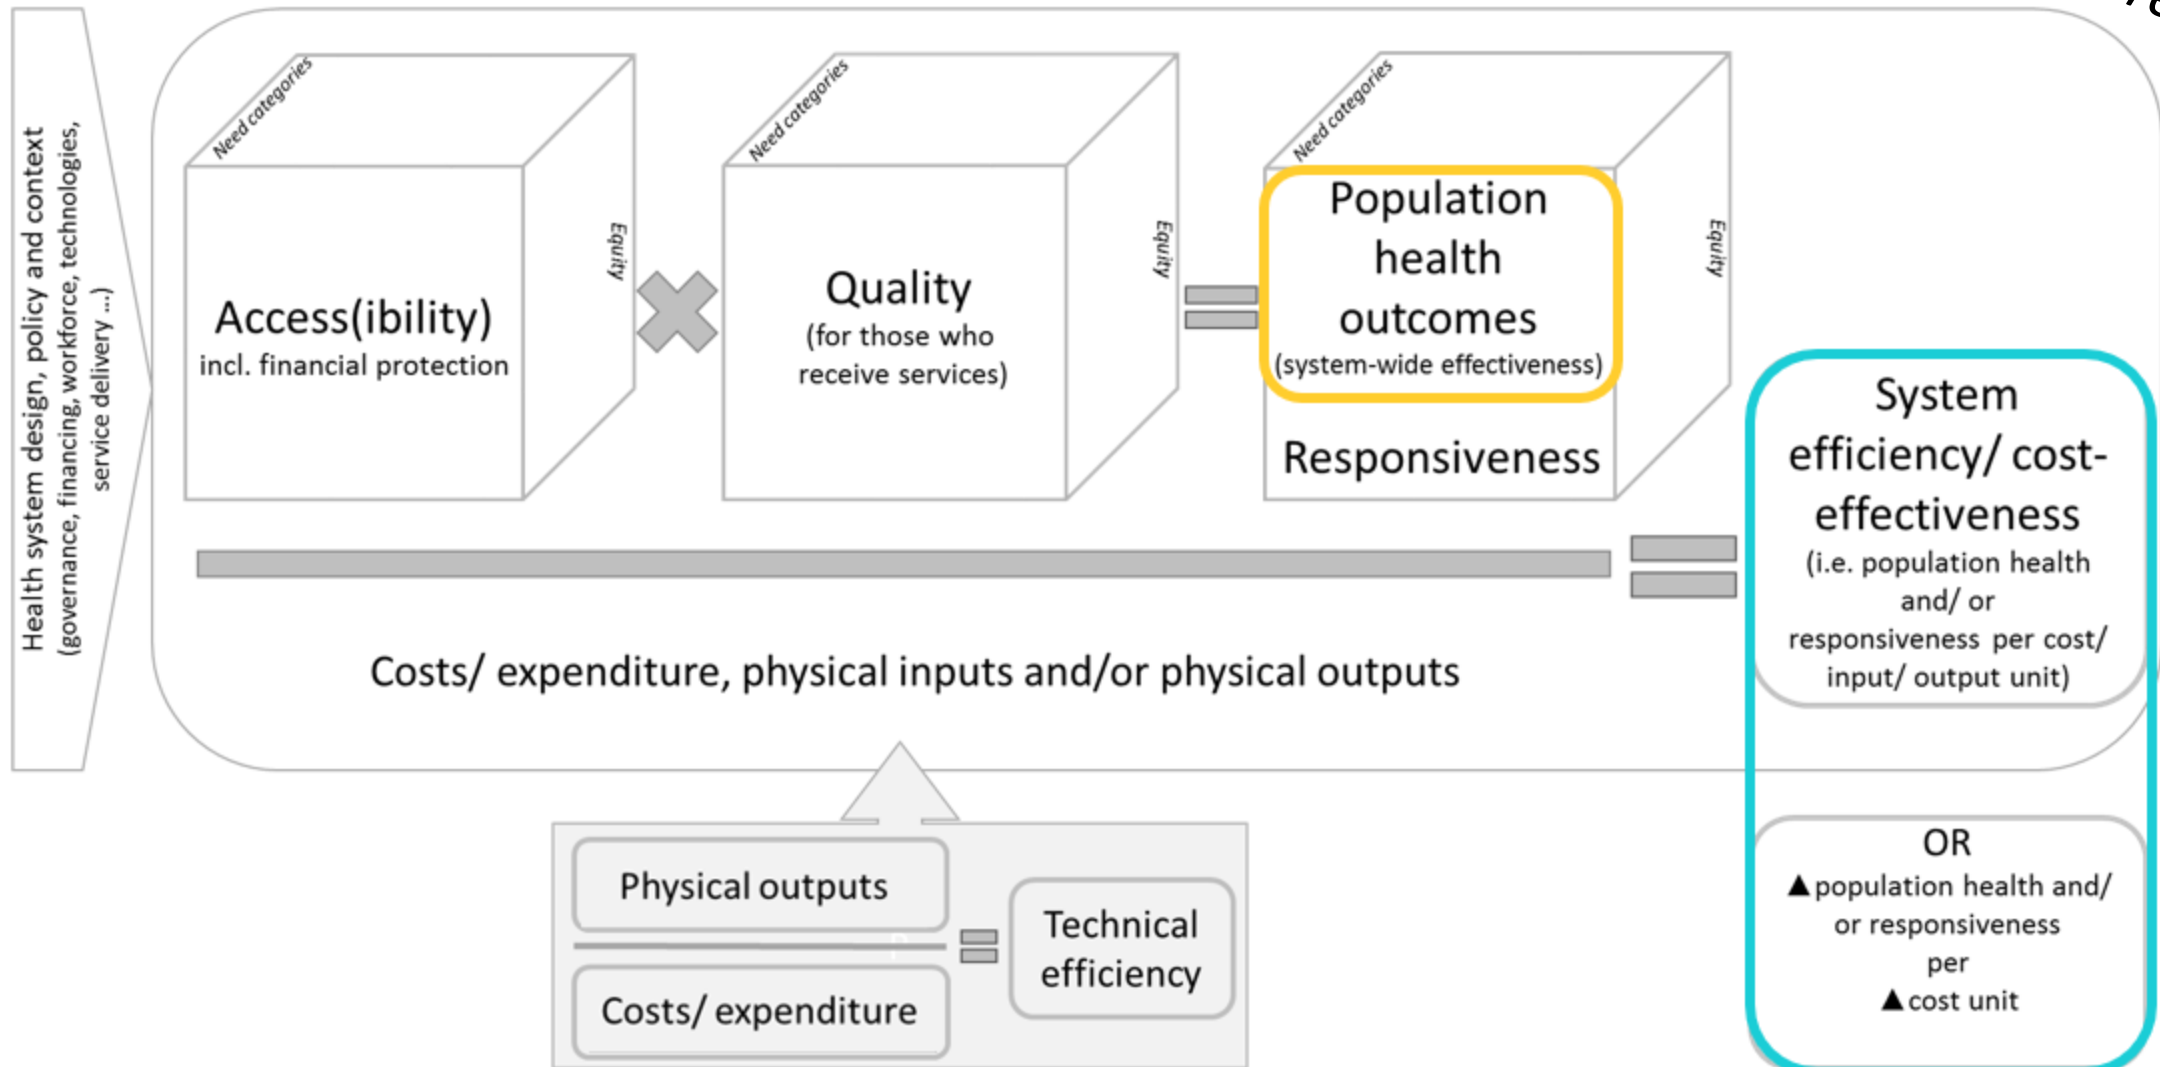 Health system design, policy and context
(governance, financing, workforce, technologies,
service delivery ...)
Need categories
Equity
Access(ibility)
incl. financial protection
Need categories
Equity
Quality
(for those who
receive services)
Need categories
Equity
Population
health
outcomes
(system-wide effectiveness)
Responsiveness
Costs/ expenditure, physical inputs and/or physical outputs
System
efficiency/ cost-
effectiveness
(i.e. population health
and/ or
responsiveness per cost/
input/ output unit)
OR
▲population health and/
or responsiveness
per
▲cost unit
Physical outputs
Costs/ expenditure
Technical
efficiency